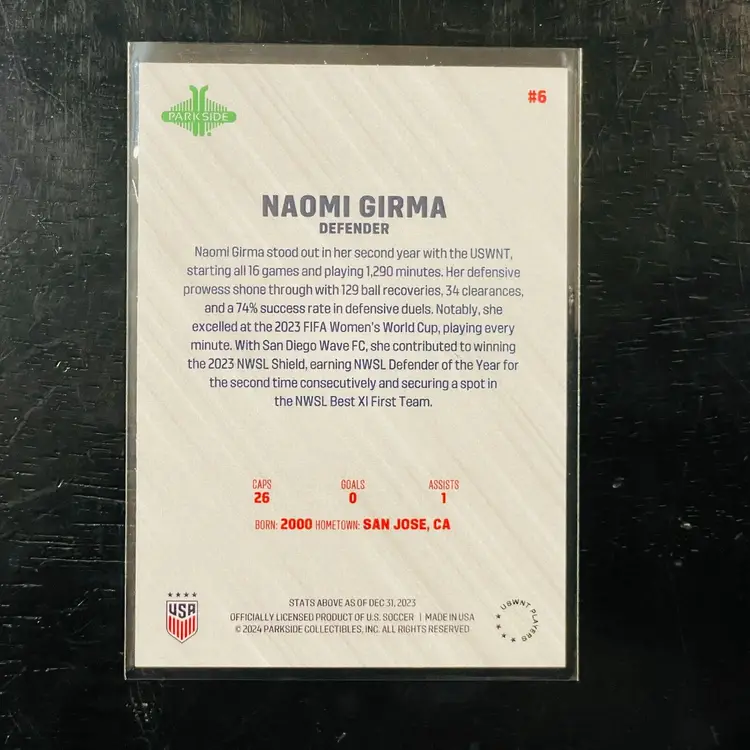 PARKSIDE
#6
NAOMI GIRMA
DEFENDER
Naomi Girma stood out in her second year with the USWNT,
starting all 16 games and playing 1,290 minutes. Her defensive
prowess shone through with 129 ball recoveries, 34 clearances,
and a 74% success rate in defensive duels. Notably, she
excelled at the 2023 FIFA Women's World Cup, playing every
minute. With San Diego Wave FC, she contributed to winning
the 2023 NWSL Shield, earning NWSL Defender of the Year for
the second time consecutively and securing a spot in
the NWSL Best XI First Team.
CAPS GOALS ASSISTS
26 0 1
BORN: 2000 HOMETOWN: SAN JOSE, CA
USA
STATS ABOVE AS OF DEC 31, 2023
OFFICIALLY LICENSED PRODUCT OF U.S. SOCCER | MADE IN USA
© 2024 PARKSIDE COLLECTIBLES, INC. ALL RIGHTS RESERVED
USWNT PLAYERS